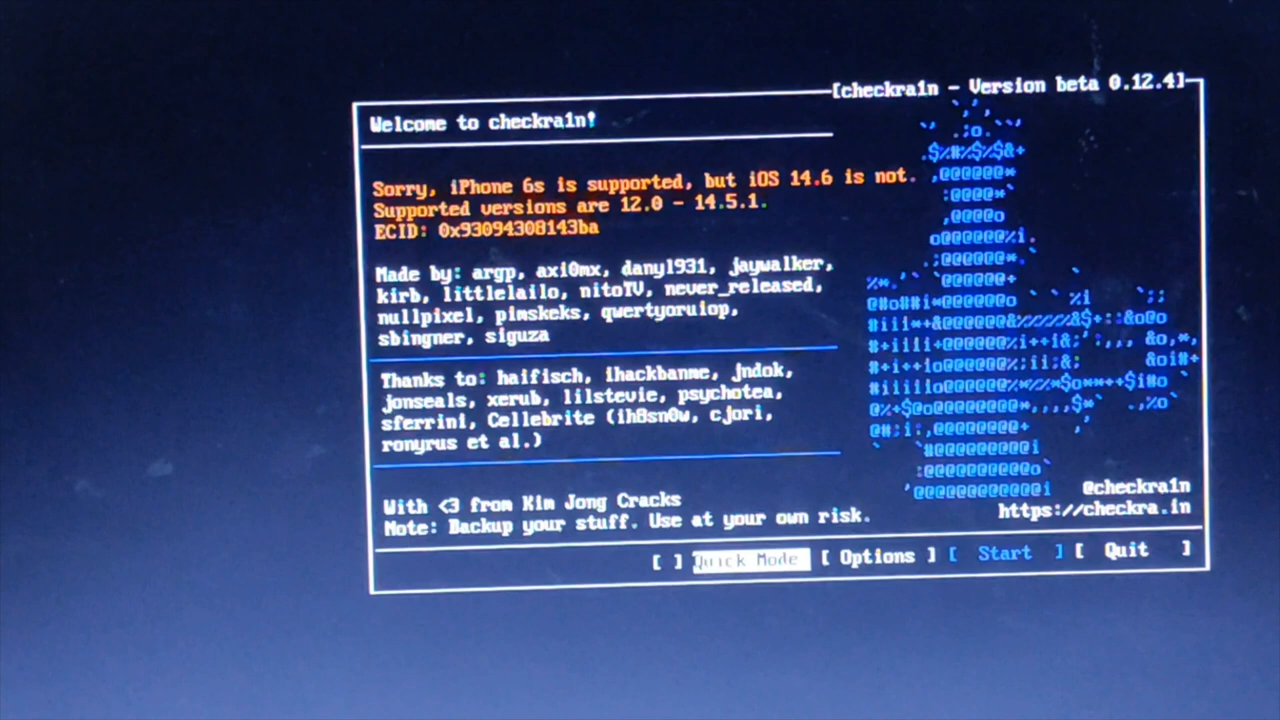 [checkra1n - Version beta 0.12.4]
Welcome to checkra1n!
Sorry, iPhone 6s is supported, but iOS 14.6 is not.
Supported versions are 12.0 - 14.5.1.
ECID: 0x93094308143ba
Made by: argp, axi0mx, danyl931, jaywalker,
kirb, littlelailo, nitoTV, never_released,
nullpixel, pimskeks, qwertyoruiop,
sbingner, siguza
Thanks to: haifisch, ihackbanme, jndok,
jonseals, xerub, lilstevie, psychotea,
sferrini, Cellebrite (ih8sn0w, cjori,
ronyrus et al.)
With <3 from Kim Jong Cracks
Note: Backup your stuff. Use at your own risk.
@checkra1n
https://checkra.in
[ ] Quick Mode [ Options ] [ Start ] [ Quit ]